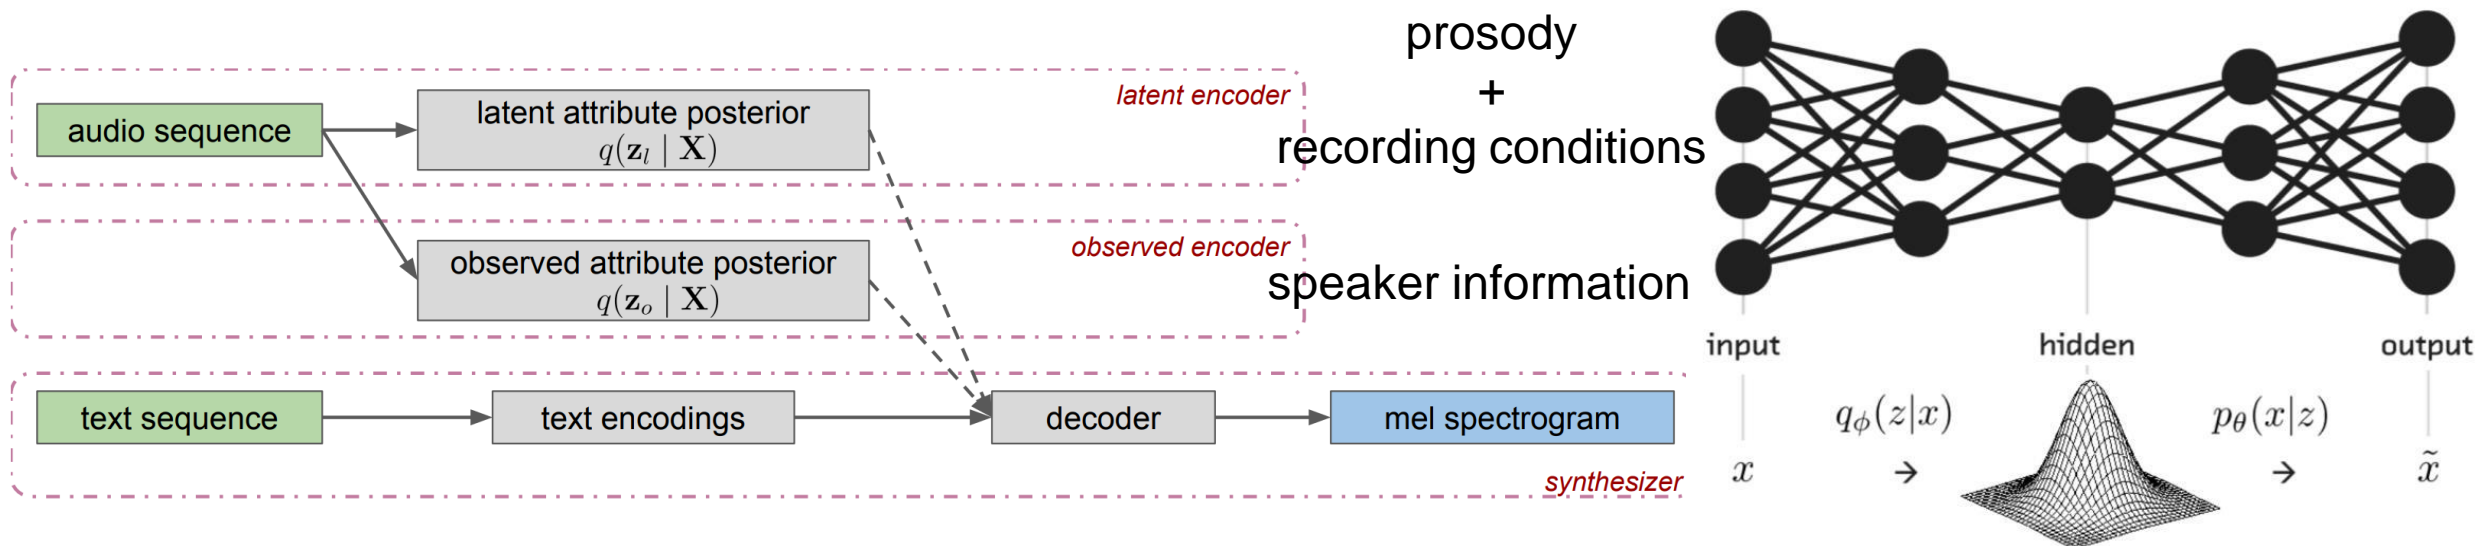 audio sequence
latent attribute posterior
q(z_l | X)
latent encoder
observed attribute posterior
q(z_o | X)
observed encoder
text sequence
text encodings
decoder
mel spectrogram
synthesizer
prosody
+
recording conditions
speaker information
input
hidden
output
x
→
q_ϕ(z|x)
p_θ(x|z)
→
x̃